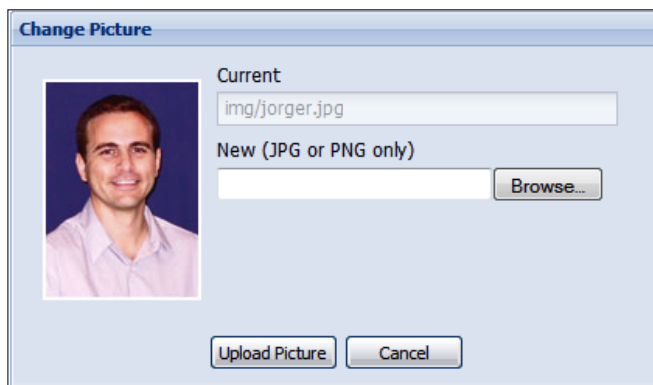 Change Picture
Current
img/jorger.jpg
New (JPG or PNG only)
Browse...
Upload Picture Cancel